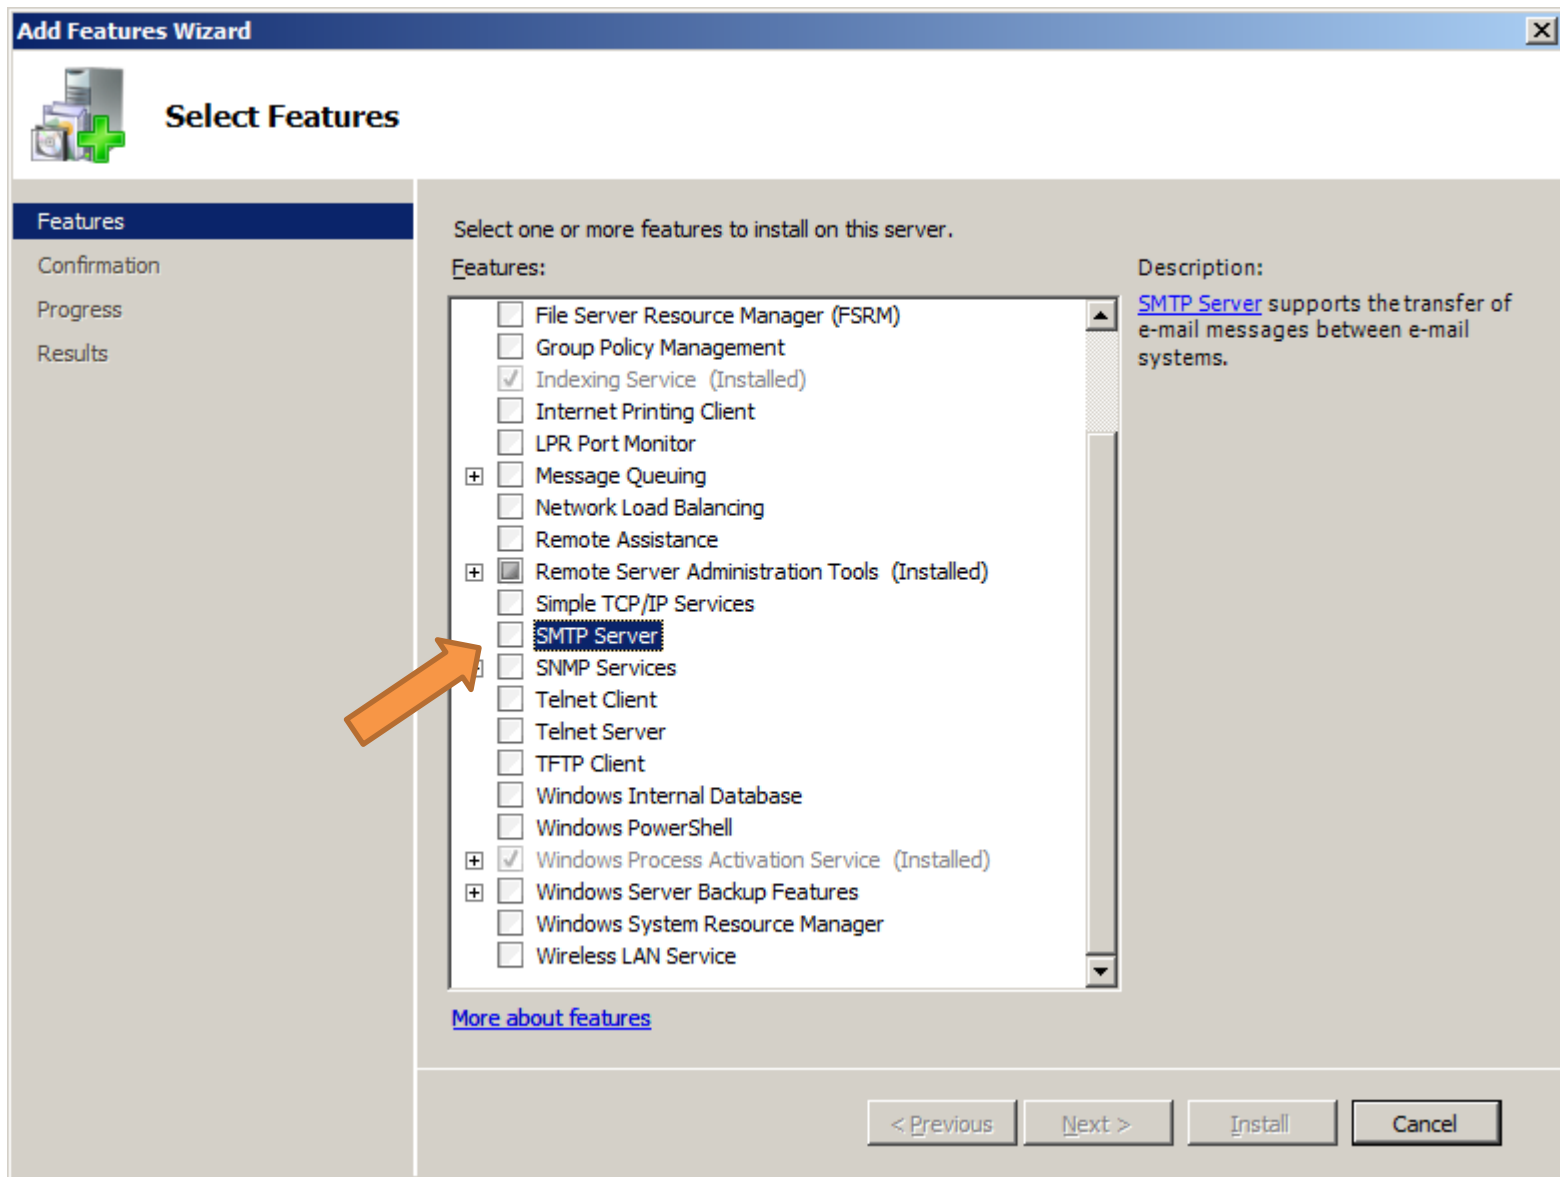 Add Features Wizard
Select Features
Features
Confirmation
Progress
Results
Select one or more features to install on this server.
Features:
File Server Resource Manager (FSRM)
Group Policy Management
Indexing Service (Installed)
Internet Printing Client
LPR Port Monitor
Message Queuing
Network Load Balancing
Remote Assistance
Remote Server Administration Tools (Installed)
Simple TCP/IP Services
SMTP Server
SNMP Services
Telnet Client
Telnet Server
TFTP Client
Windows Internal Database
Windows PowerShell
Windows Process Activation Service (Installed)
Windows Server Backup Features
Windows System Resource Manager
Wireless LAN Service
More about features
Description:
SMTP Server supports the transfer of
e-mail messages between e-mail
systems.
< Previous
Next >
Install
Cancel